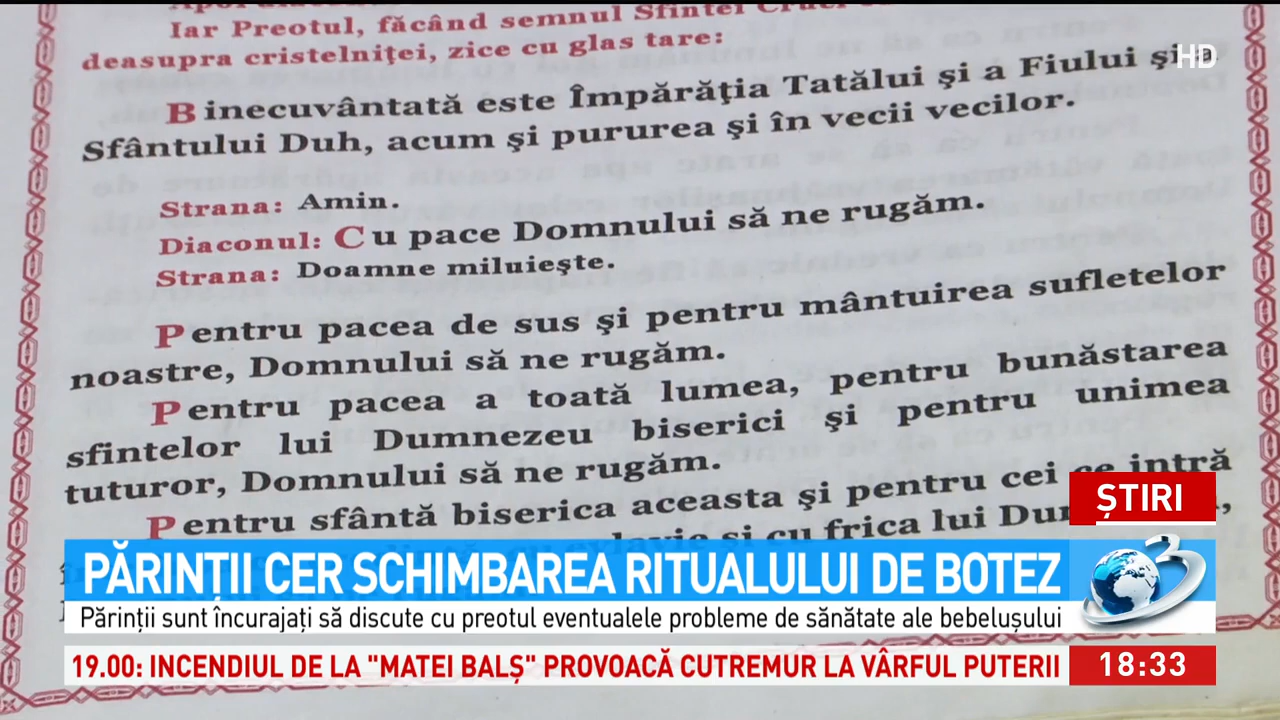 Iar Preotul, făcând semnul Sfintei Crucì
deasupra cristelniţei, zice cu glas tare:
HD
Binecuvântată este Împărăţia Tatălui şi a Fiului şi
Sfântului Duh, acum şi pururea şi în vecii vecilor.
Strana: Amin.
Diaconul: Cu pace Domnului să ne rugăm.
Strana: Doamne miluieşte.
Pentru pacea de sus şi pentru mântuirea sufletelor
noastre, Domnului să ne rugăm.
Pentru pacea a toată lumea, pentru bunăstarea
sfintelor lui Dumnezeu biserici şi pentru unimea
tuturor, Domnului să ne rugăm.
Pentru sfântă biserica aceasta şi pentru cei ce intră
şi cu frica lui
ȘTIRI
PĂRINȚII CER SCHIMBAREA RITUALULUI DE BOTEZ
3
Părinții sunt încurajați să discute cu preotul eventualele probleme de sănătate ale bebelușului
19.00: INCENDIUL DE LA "MATEI BALȘ" PROVOACĂ CUTREMUR LA VÂRFUL PUTERII
18:33